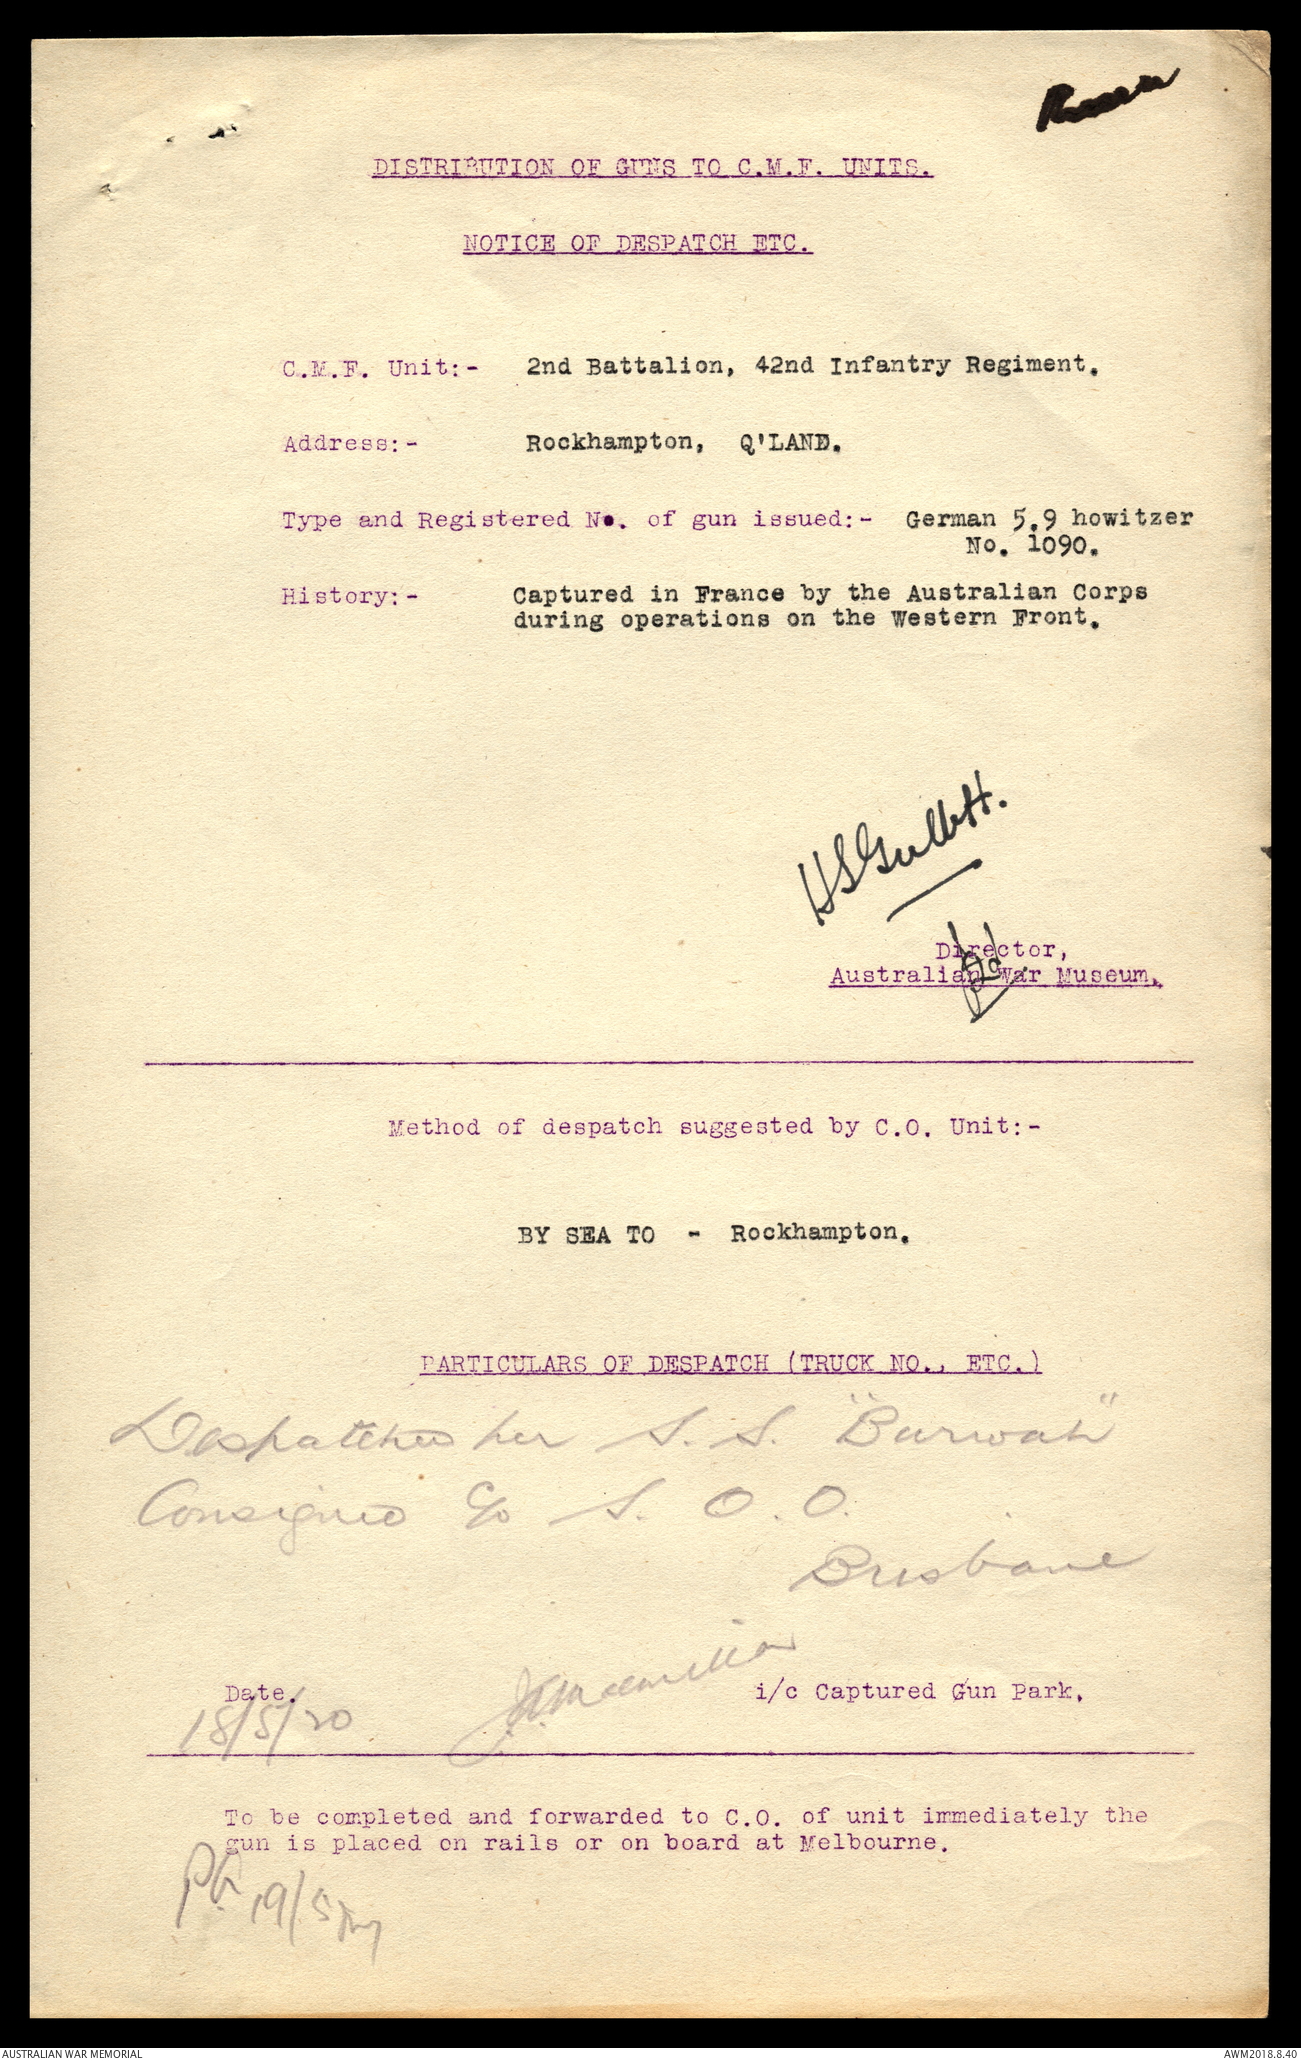 DISTRIBUTION OF GUNS TO C.M.F. UNITS.
NOTICE OF DESPATCH ETC.
C.M.F. Unit:- 2nd Battalion, 42nd Infantry Regiment.
Address:- Rockhampton, Q'LAND.
Type and Registered No. of gun issued:- German 5.9 howitzer
No. 1090.
History:- Captured in France by the Australian Corps
during operations on the Western Front.
HSGullett.
Director,
Australian War Museum.
Method of despatch suggested by C.O. Unit:-
BY SEA TO - Rockhampton.
PARTICULARS OF DESPATCH (TRUCK NO., ETC.)
Despatched per S. S. "Burwah"
Consigned c/o S. O. O.
Brisbane
Date. i/c Captured Gun Park.
18/5/20
To be completed and forwarded to C.O. of unit immediately the
gun is placed on rails or on board at Melbourne.
19/5
AUSTRALIAN WAR MEMORIAL
AWM2018.8.40